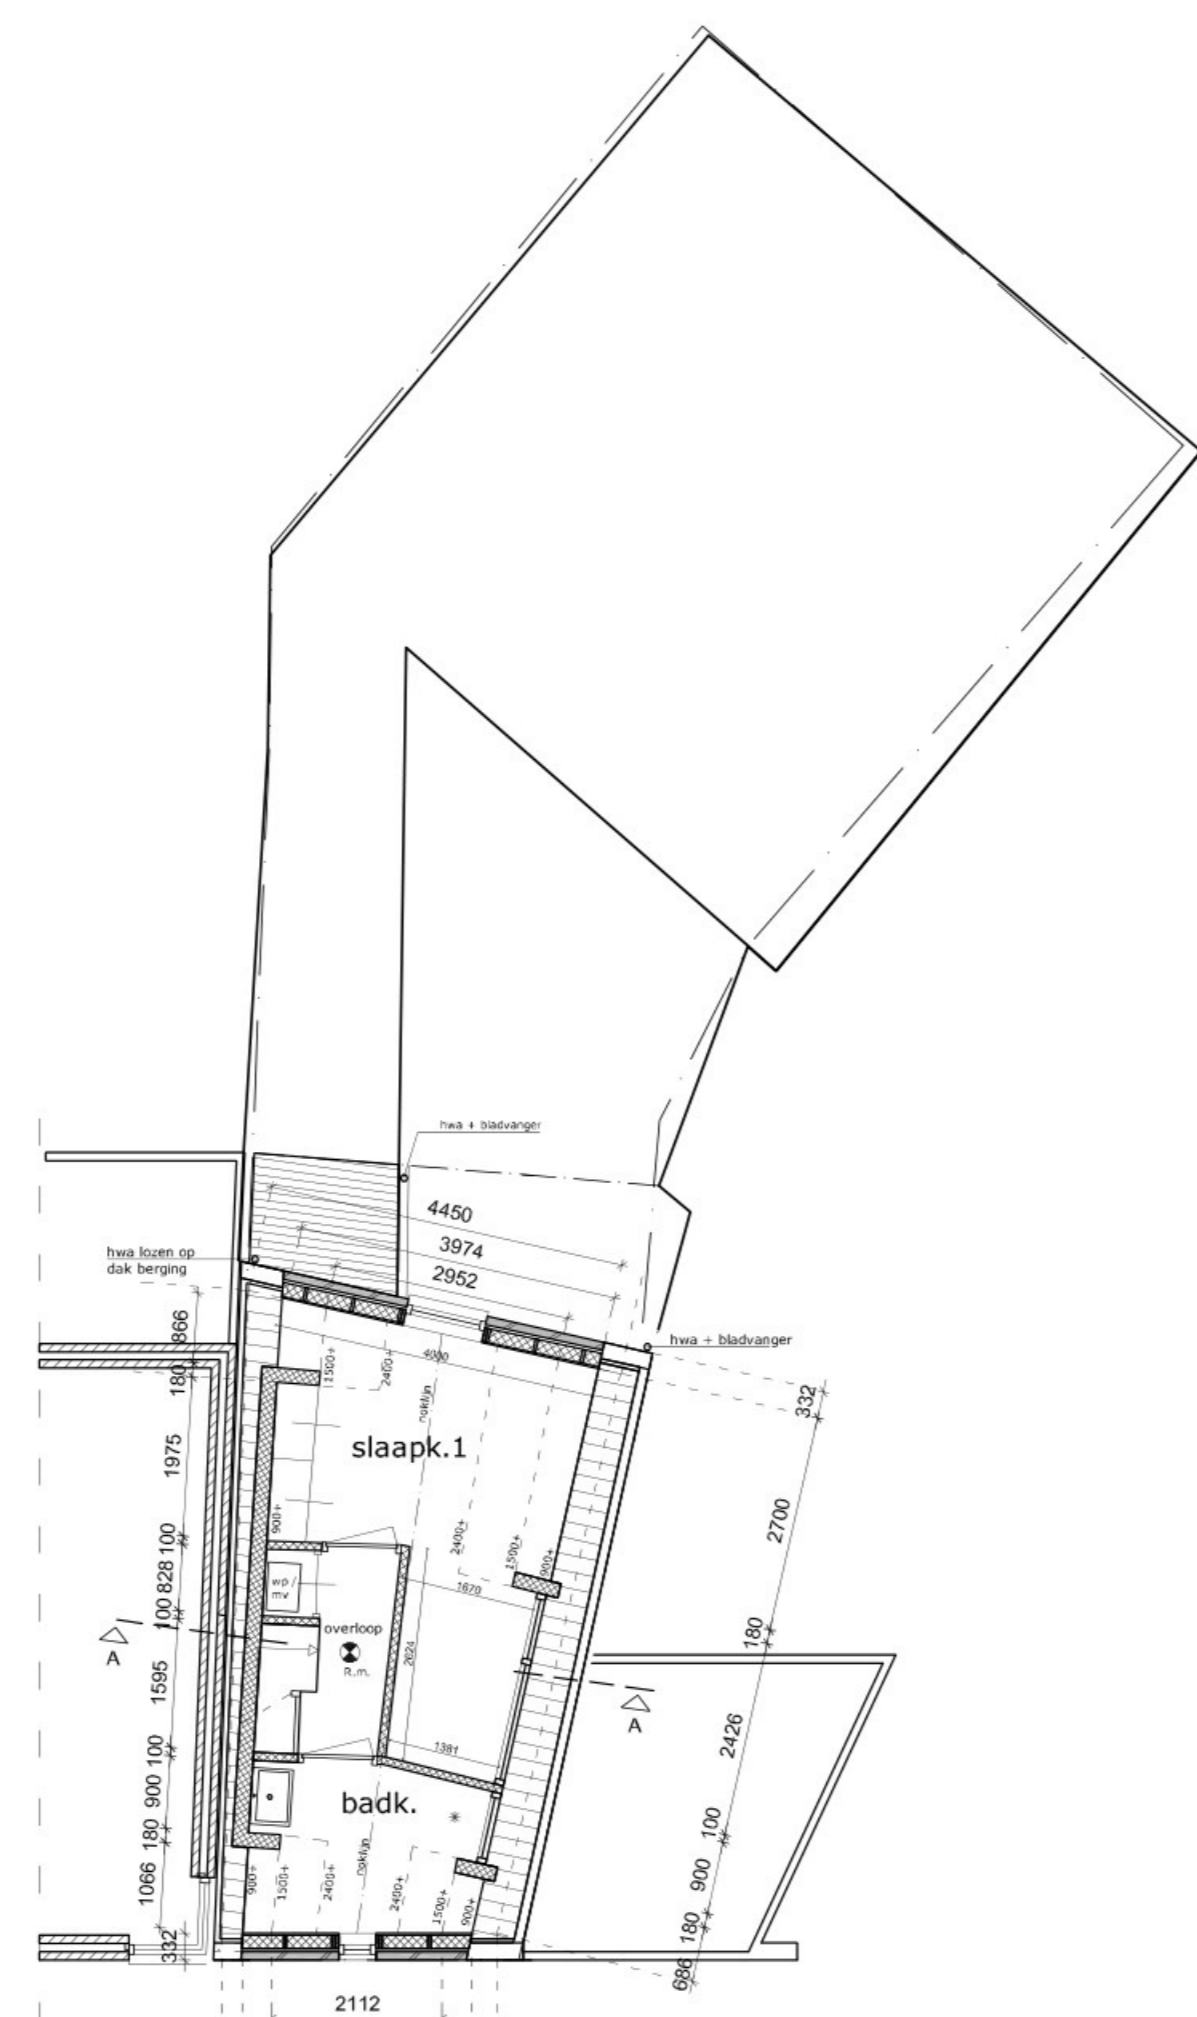 hwa + bladvanger
4450
3974
2952
hwa lozen op
dak berging
hwa + bladvanger
866
180
1975
100
828
100
1595
100
900
180
1066
332
4000
1500+
2400+
noklijn
slaapk.1
900+
2400+
1500+
900+
wp /
mv
1670
overloop
R.m.
2624
A
A
1381
badk.
*
noklijn
900+
1500+
2400+
2400+
1500+
900+
332
2700
180
2426
100
900
180
686
2112